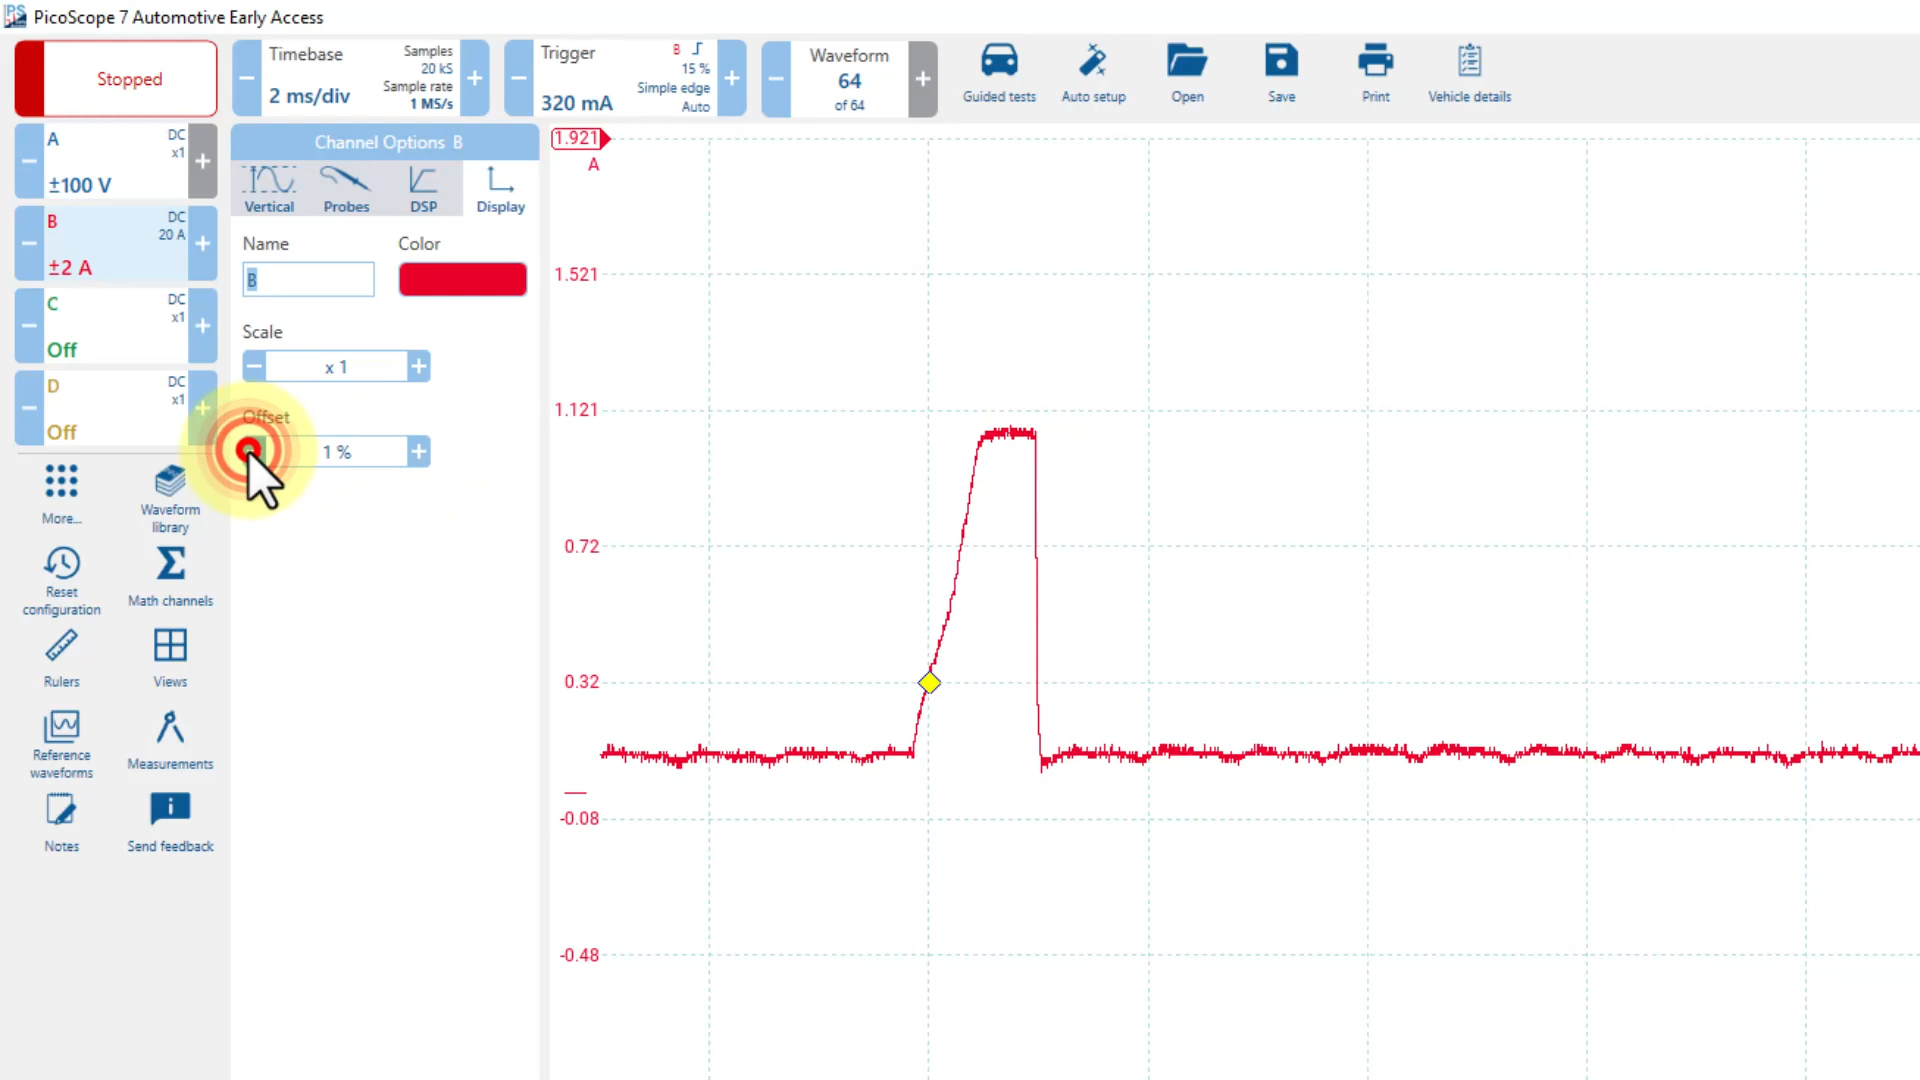 PicoScope 7 Automotive Early Access
Stopped
Timebase
2 ms/div
Samples
20 kS
Sample rate
1 MS/s
Trigger
320 mA
B
15 %
Simple edge
Auto
Waveform
64
of 64
Guided tests
Auto setup
Open
Save
Print
Vehicle details
A
DC
x1
±100 V
B
DC
20 A
±2 A
C
DC
x1
Off
D
DC
x1
Off
More...
Waveform
library
Reset
configuration
Math channels
Rulers
Views
Reference
waveforms
Measurements
Notes
Send feedback
Channel Options B
Vertical
Probes
DSP
Display
Name
Color
B
Scale
x 1
Offset
1 %
1.921
A
1.521
1.121
0.72
0.32
-0.08
-0.48